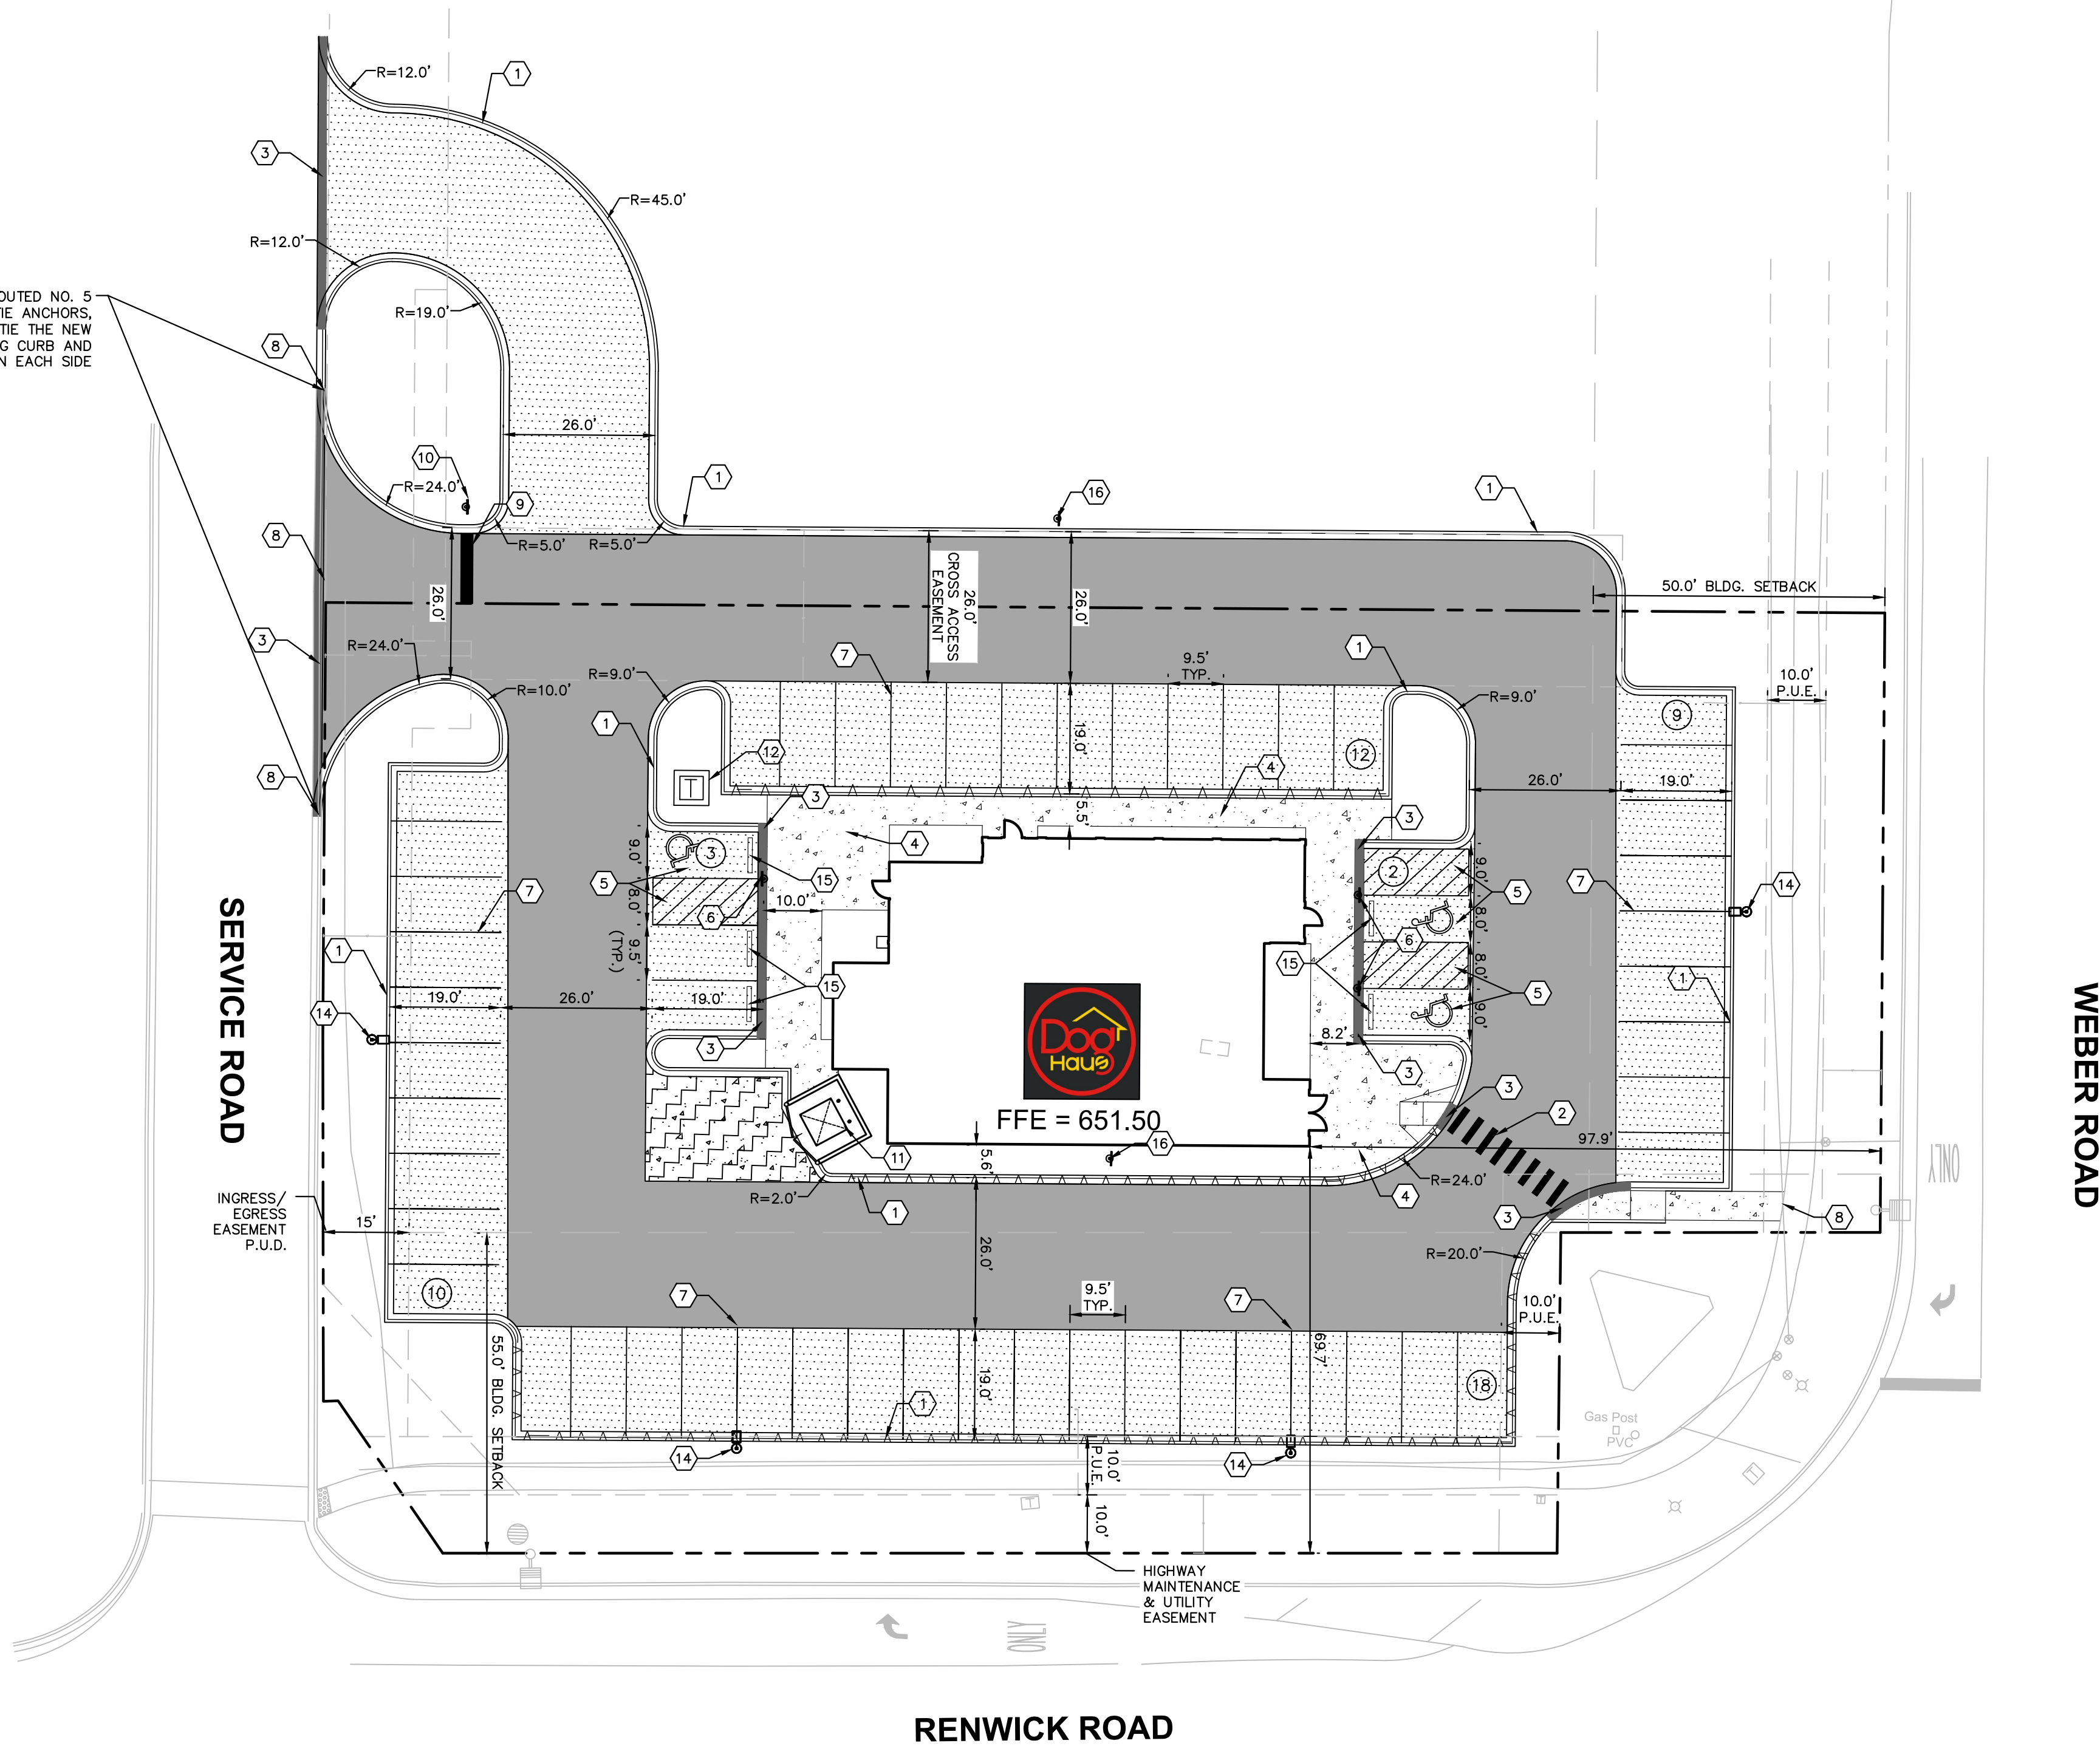 R=12.0'
1
3
R=45.0'
R=12.0'
OUTED NO. 5
TIE ANCHORS,
TIE THE NEW
G CURB AND
N EACH SIDE
R=19.0'
8
26.0'
10
R=24.0'
9
1
16
1
8
R=5.0'
R=5.0'
26.0'
26.0'
CROSS ACCESS
EASEMENT
26.0'
50.0' BLDG. SETBACK
3
R=24.0'
R=10.0'
R=9.0'
7
9.5'
TYP.
1
R=9.0'
10.0'
P.U.E.
9
1
12
T
19.0'
12
4
8
3
26.0'
19.0'
5.5'
3
4
3
9.0'
5
15
8.0'
6
10.0'
7
9.5'
(TYP.)
2
9.0'
5
8.0'
6
15
8.0'
5
9.0'
7
14
1
SERVICE ROAD
1
14
19.0'
26.0'
19.0'
15
3
Dog
Haus
FFE = 651.50
8.2'
3
3
2
WEBER ROAD
97.9'
ONLY
16
11
5.6'
R=2.0'
1
4
R=24.0'
3
8
INGRESS/
EGRESS
EASEMENT
P.U.D.
15'
26.0'
R=20.0'
10
7
9.5'
TYP.
7
10.0'
P.U.E.
55.0' BLDG. SETBACK
69.7'
19.0'
1
18
14
14
10.0'
P.U.E.
10.0'
Gas Post
PVC
T
T
HIGHWAY
MAINTENANCE
& UTILITY
EASEMENT
ONLY
RENWICK ROAD